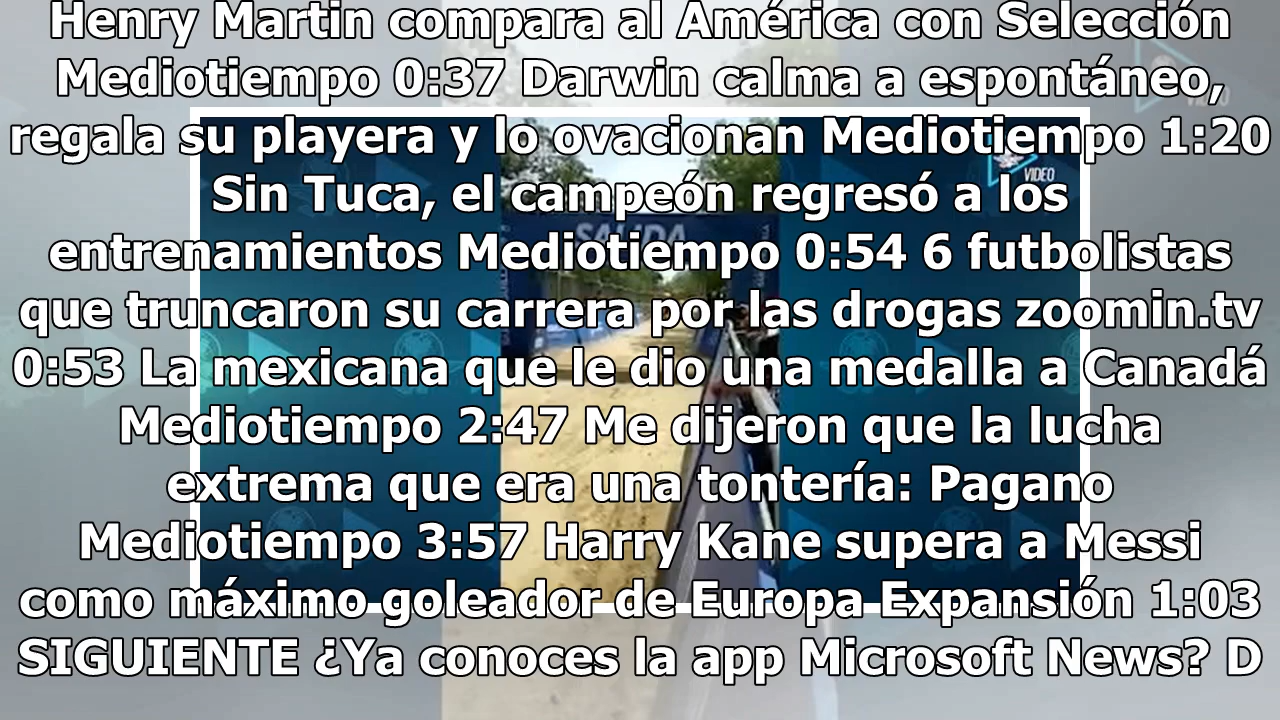 Henry Martin compara al América con Selección
Mediotiempo 0:37 Darwin calma a espontáneo,
regala su playera y lo ovacionan Mediotiempo 1:20
VIDEO
Sin Tuca, el campeón regresó a los
SALIDA
entrenamientos Mediotiempo 0:54 6 futbolistas
que truncaron su carrera por las drogas zoomin.tv
0:53 La mexicana que le dio una medalla a Canadá
Mediotiempo 2:47 Me dijeron que la lucha
extrema que era una tontería: Pagano
Mediotiempo 3:57 Harry Kane supera a Messi
como máximo goleador de Europa Expansión 1:03
SIGUIENTE ¿Ya conoces la app Microsoft News? D